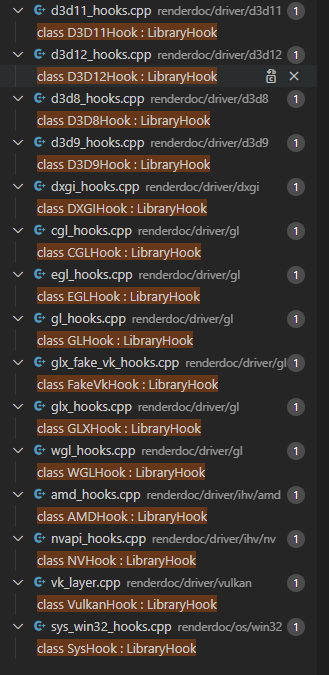 d3d11_hooks.cpp renderdoc/driver/d3d11 1
class D3D11Hook : LibraryHook
d3d12_hooks.cpp renderdoc/driver/d3d12 1
class D3D12Hook : LibraryHook
d3d8_hooks.cpp renderdoc/driver/d3d8 1
class D3D8Hook : LibraryHook
d3d9_hooks.cpp renderdoc/driver/d3d9 1
class D3D9Hook : LibraryHook
dxgi_hooks.cpp renderdoc/driver/dxgi 1
class DXGIHook : LibraryHook
cgl_hooks.cpp renderdoc/driver/gl 1
class CGLHook : LibraryHook
egl_hooks.cpp renderdoc/driver/gl 1
class EGLHook : LibraryHook
gl_hooks.cpp renderdoc/driver/gl 1
class GLHook : LibraryHook
glx_fake_vk_hooks.cpp renderdoc/driver/gl 1
class FakeVkHook : LibraryHook
glx_hooks.cpp renderdoc/driver/gl 1
class GLXHook : LibraryHook
wgl_hooks.cpp renderdoc/driver/gl 1
class WGLHook : LibraryHook
amd_hooks.cpp renderdoc/driver/ihv/amd 1
class AMDHook : LibraryHook
nvapi_hooks.cpp renderdoc/driver/ihv/nv 1
class NVHook : LibraryHook
vk_layer.cpp renderdoc/driver/vulkan 1
class VulkanHook : LibraryHook
sys_win32_hooks.cpp renderdoc/os/win32 1
class SysHook : LibraryHook